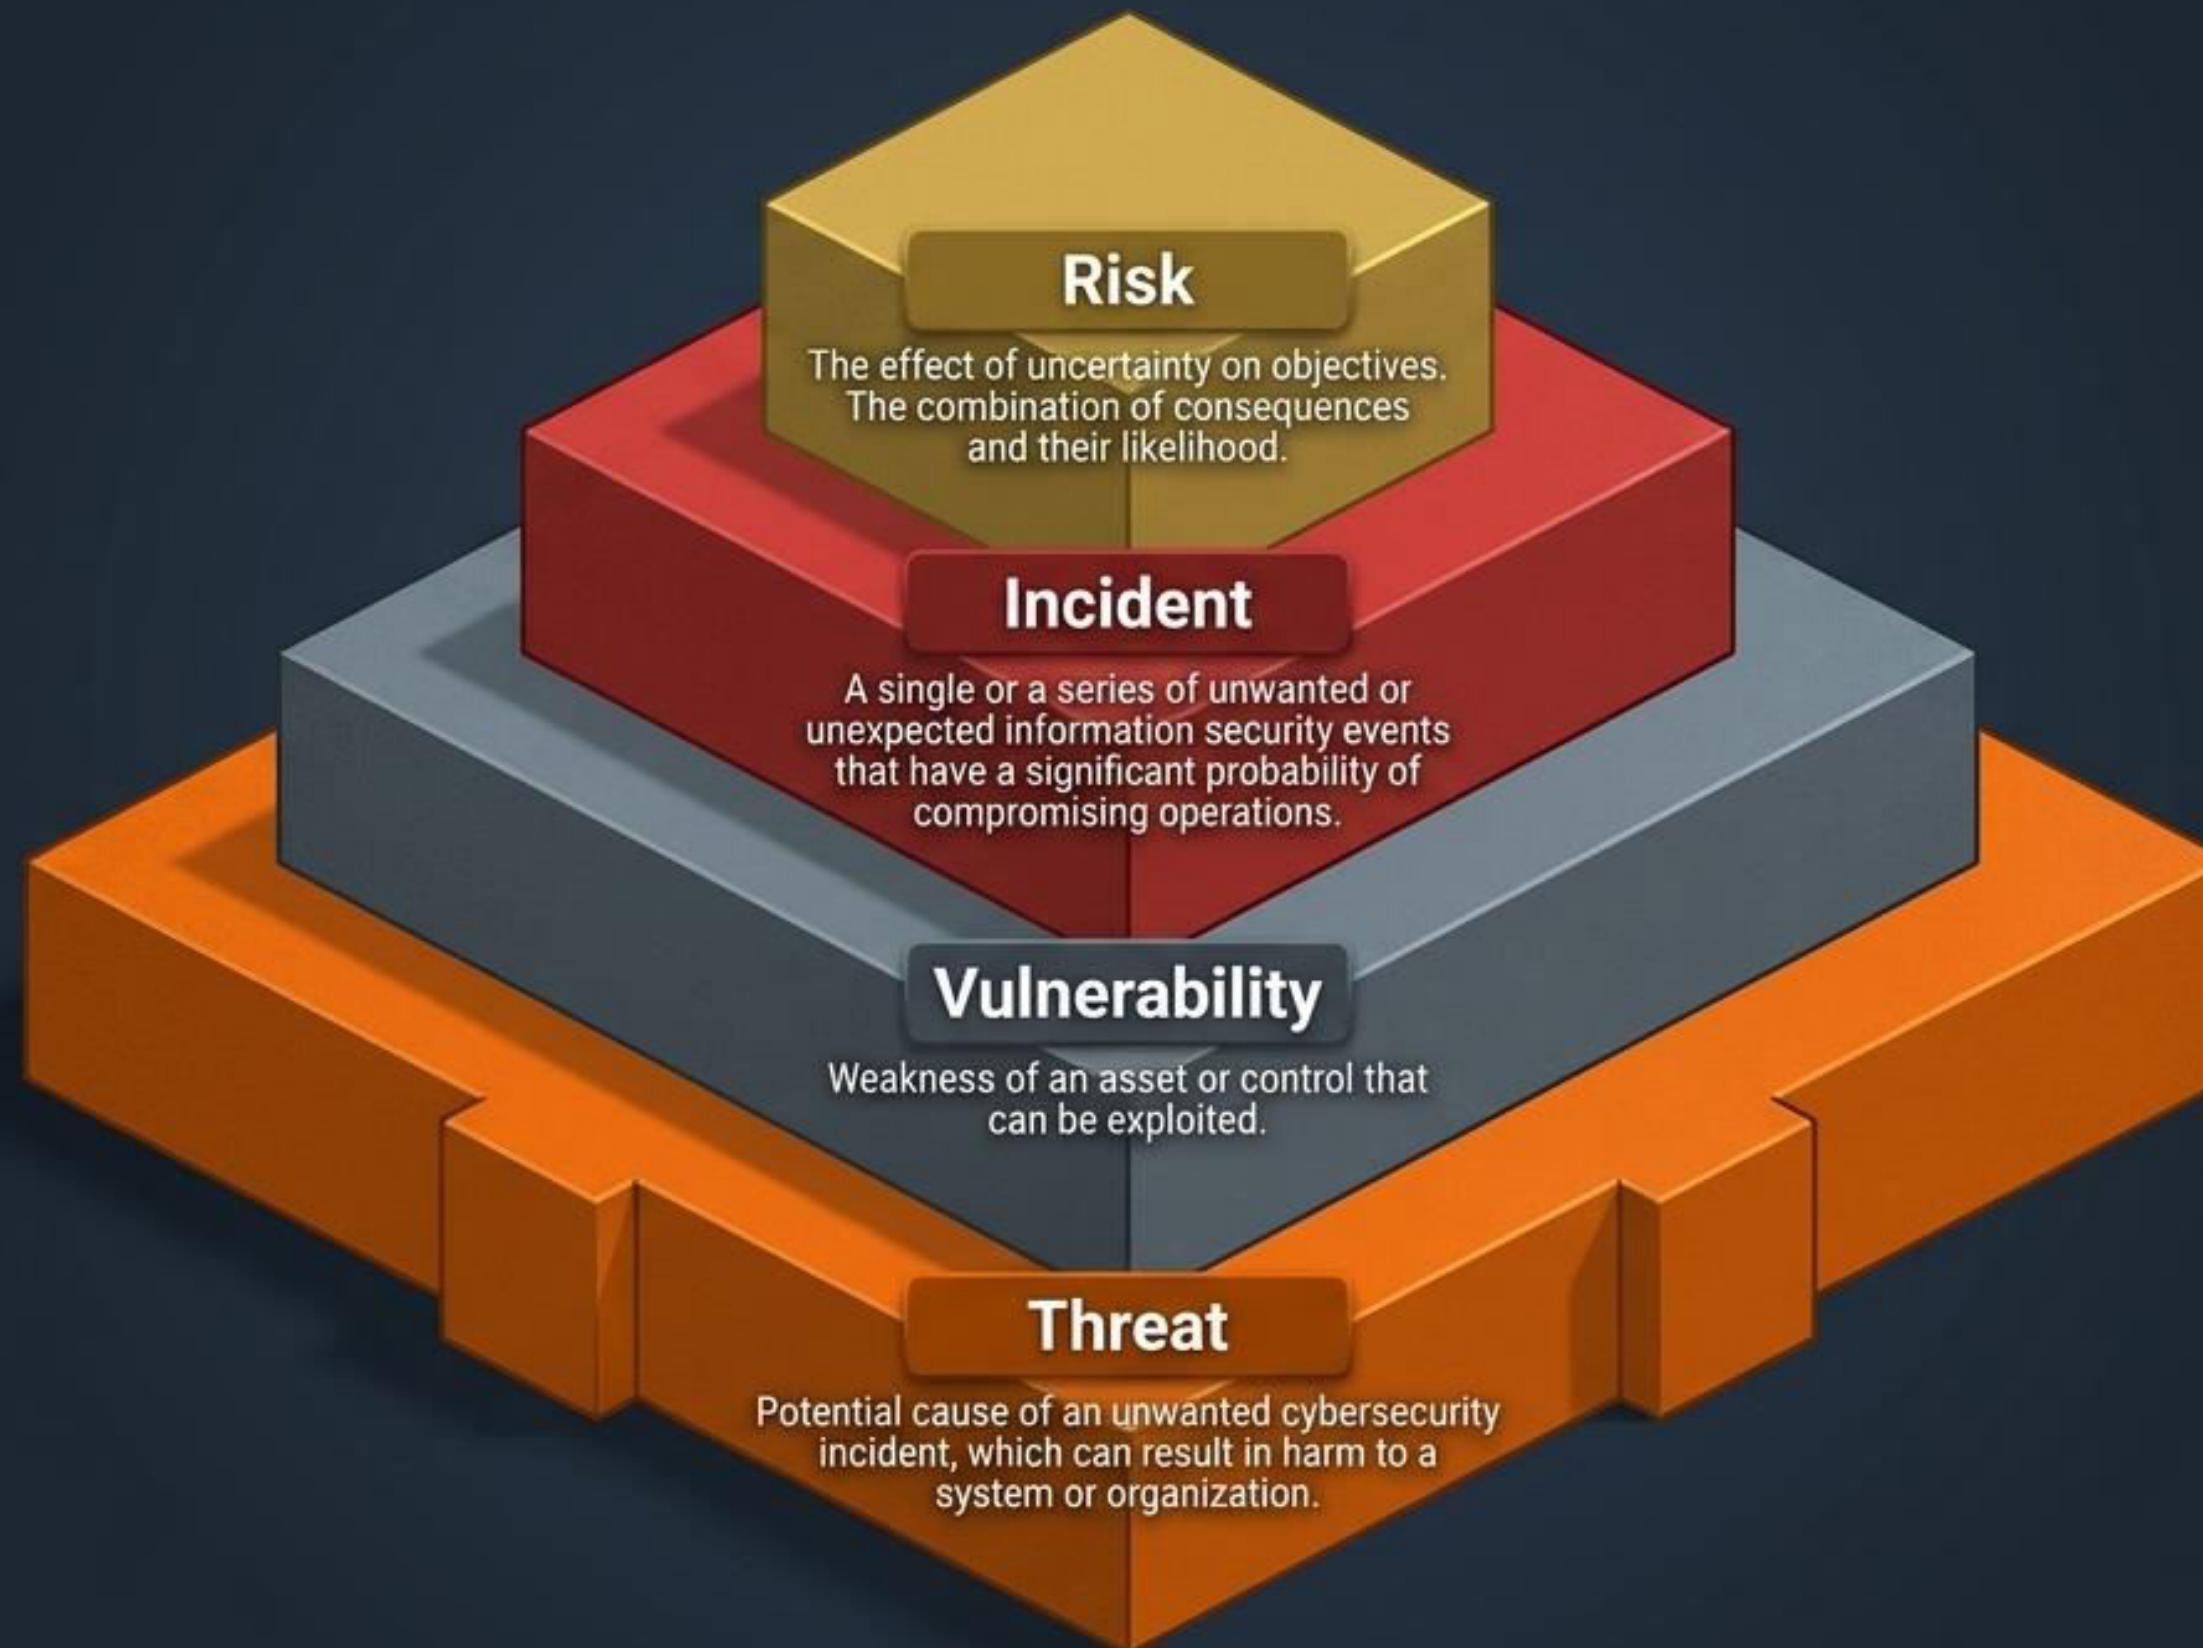 Risk
The effect of uncertainty on objectives.
The combination of consequences
and their likelihood.
Incident
A single or a series of unwanted or
unexpected information security events
that have a significant probability of
compromising operations.
Vulnerability
Weakness of an asset or control that
can be exploited.
Threat
Potential cause of an unwanted cybersecurity
incident, which can result in harm to a
system or organization.